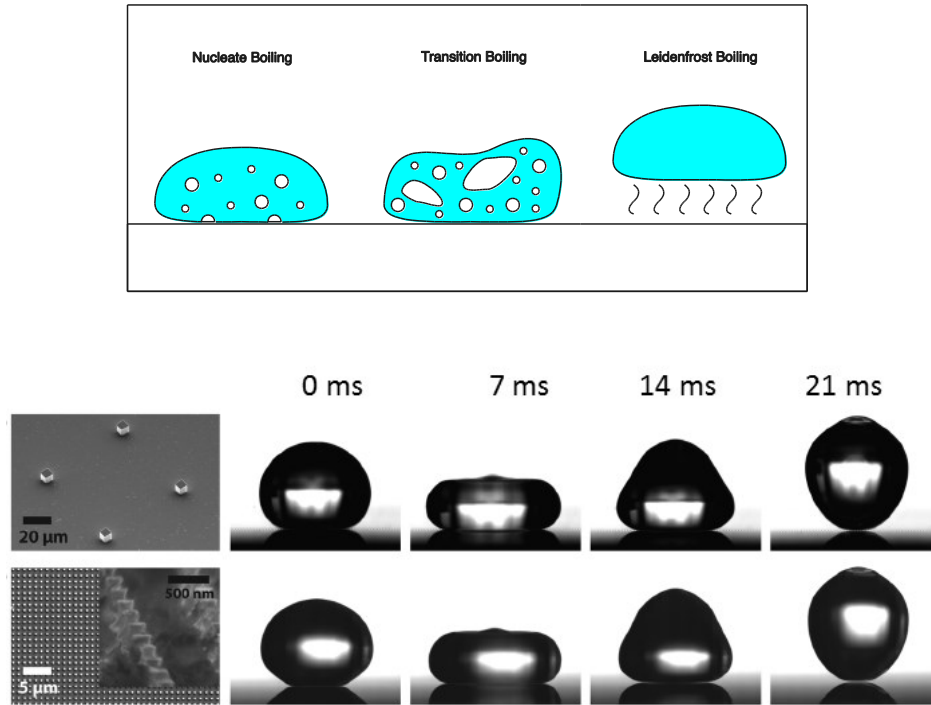 Nucleate Boiling Transition Boiling Leidenfrost Boiling
0 ms 7 ms 14 ms 21 ms
20 µm
500 nm
5 µm